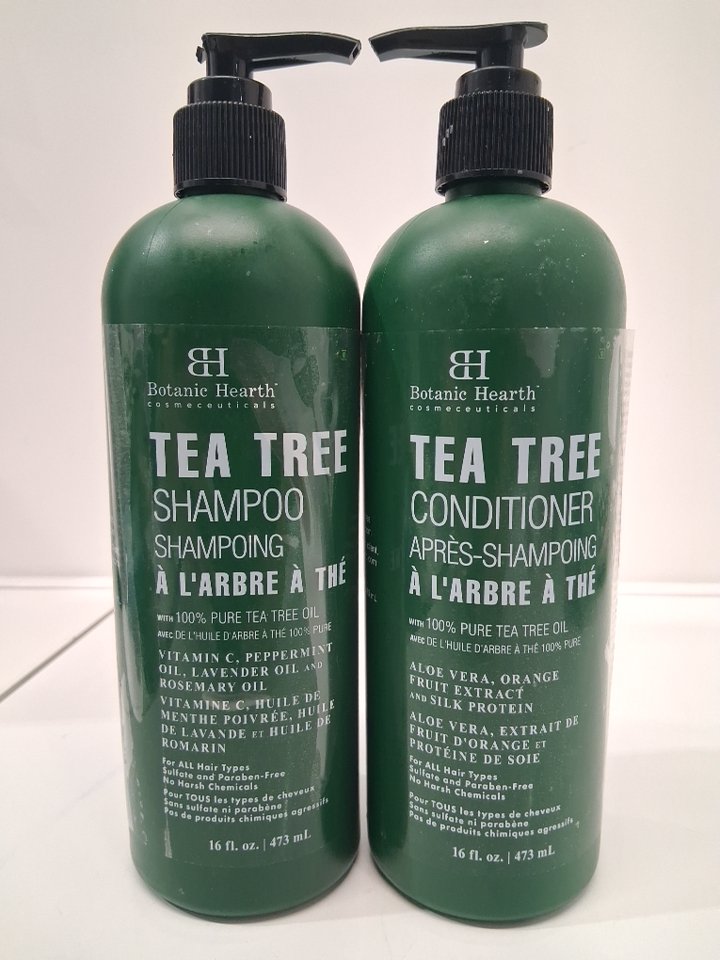 BH
Botanic Hearth
cosmeceuticals
TEA TREE
SHAMPOO
SHAMPOING
À L'ARBRE À THÉ
WITH 100% PURE TEA TREE OIL
AVEC DE L'HUILE D'ARBRE À THÉ 100% PURE
VITAMIN C, PEPPERMINT
OIL, LAVENDER OIL AND
ROSEMARY OIL
VITAMINE C, HUILE DE
MENTHE POIVRÉE, HUILE
DE LAVANDE ET HUILE DE
ROMARIN
For ALL Hair Types
Sulfate and Paraben-Free
No Harsh Chemicals
Pour TOUS les types de cheveux
Sans sulfate ni parabène
Pas de produits chimiques agressifs
16 fl. oz. | 473 mL
BH
Botanic Hearth
cosmeceuticals
TEA TREE
CONDITIONER
APRÈS-SHAMPOING
À L'ARBRE À THÉ
WITH 100% PURE TEA TREE OIL
AVEC DE L'HUILE D'ARBRE À THÉ 100% PURE
ALOE VERA, ORANGE
FRUIT EXTRACT
AND SILK PROTEIN
ALOE VERA, EXTRAIT DE
FRUIT D'ORANGE ET
PROTÉINE DE SOIE
For ALL Hair Types
Sulfate and Paraben-Free
No Harsh Chemicals
Pour TOUS les types de cheveux
Sans sulfate ni parabène
Pas de produits chimiques agressifs
16 fl. oz. | 473 mL